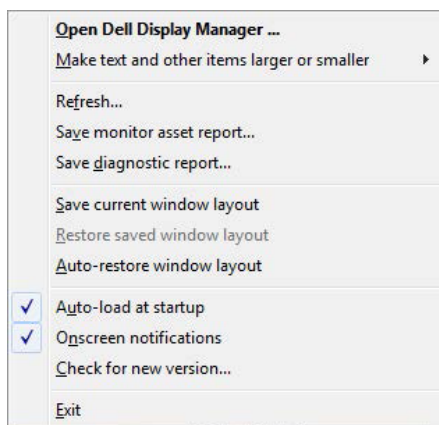 Open Dell Display Manager ...
Make text and other items larger or smaller
Refresh...
Save monitor asset report...
Save diagnostic report...
Save current window layout
Restore saved window layout
Auto-restore window layout
Auto-load at startup
Onscreen notifications
Check for new version...
Exit